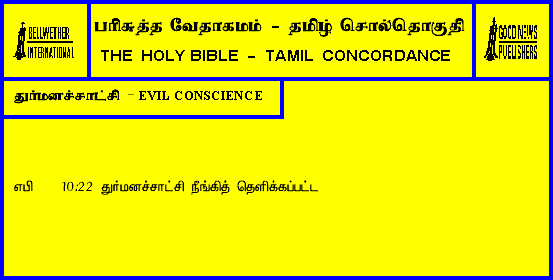 BELLWETHER
INTERNATIONAL
பரிசுத்த வேதாகமம் - தமிழ் சொல்தொகுதி
THE HOLY BIBLE - TAMIL CONCORDANCE
GOOD NEWS
PUBLISHERS
துர்மனச்சாட்சி - EVIL CONSCIENCE
எபி 10:22 துர்மனச்சாட்சி நீங்கித் தெளிக்கப்பட்ட